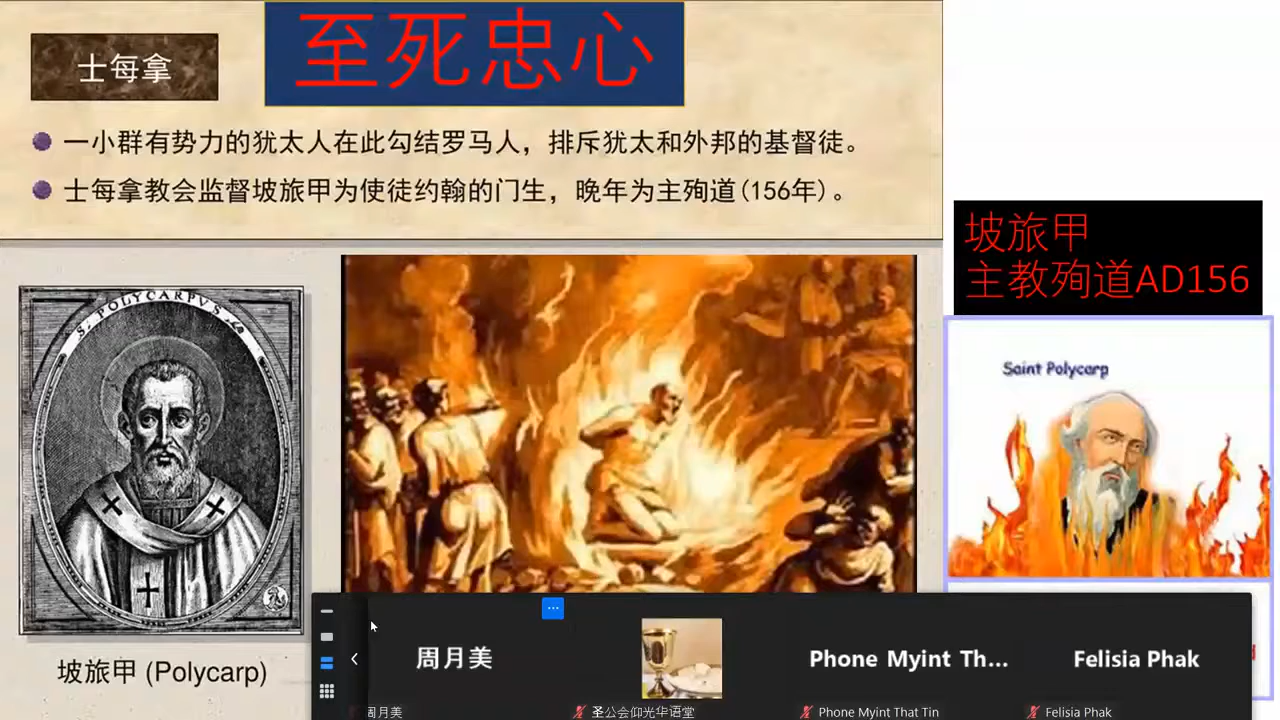 士每拿
至死忠心
一小群有势力的犹太人在此勾结罗马人，排斥犹太和外邦的基督徒。
士每拿教会监督坡旅甲为使徒约翰的门生，晚年为主殉道(156年)。
坡旅甲
主教殉道AD156
S. POLYCARPVS
Saint Polycarp
坡旅甲 (Polycarp)
周月美
Phone Myint Th...
Felisia Phak
周月美
圣公会仰光华语堂
Phone Myint That Tin
Felisia Phak